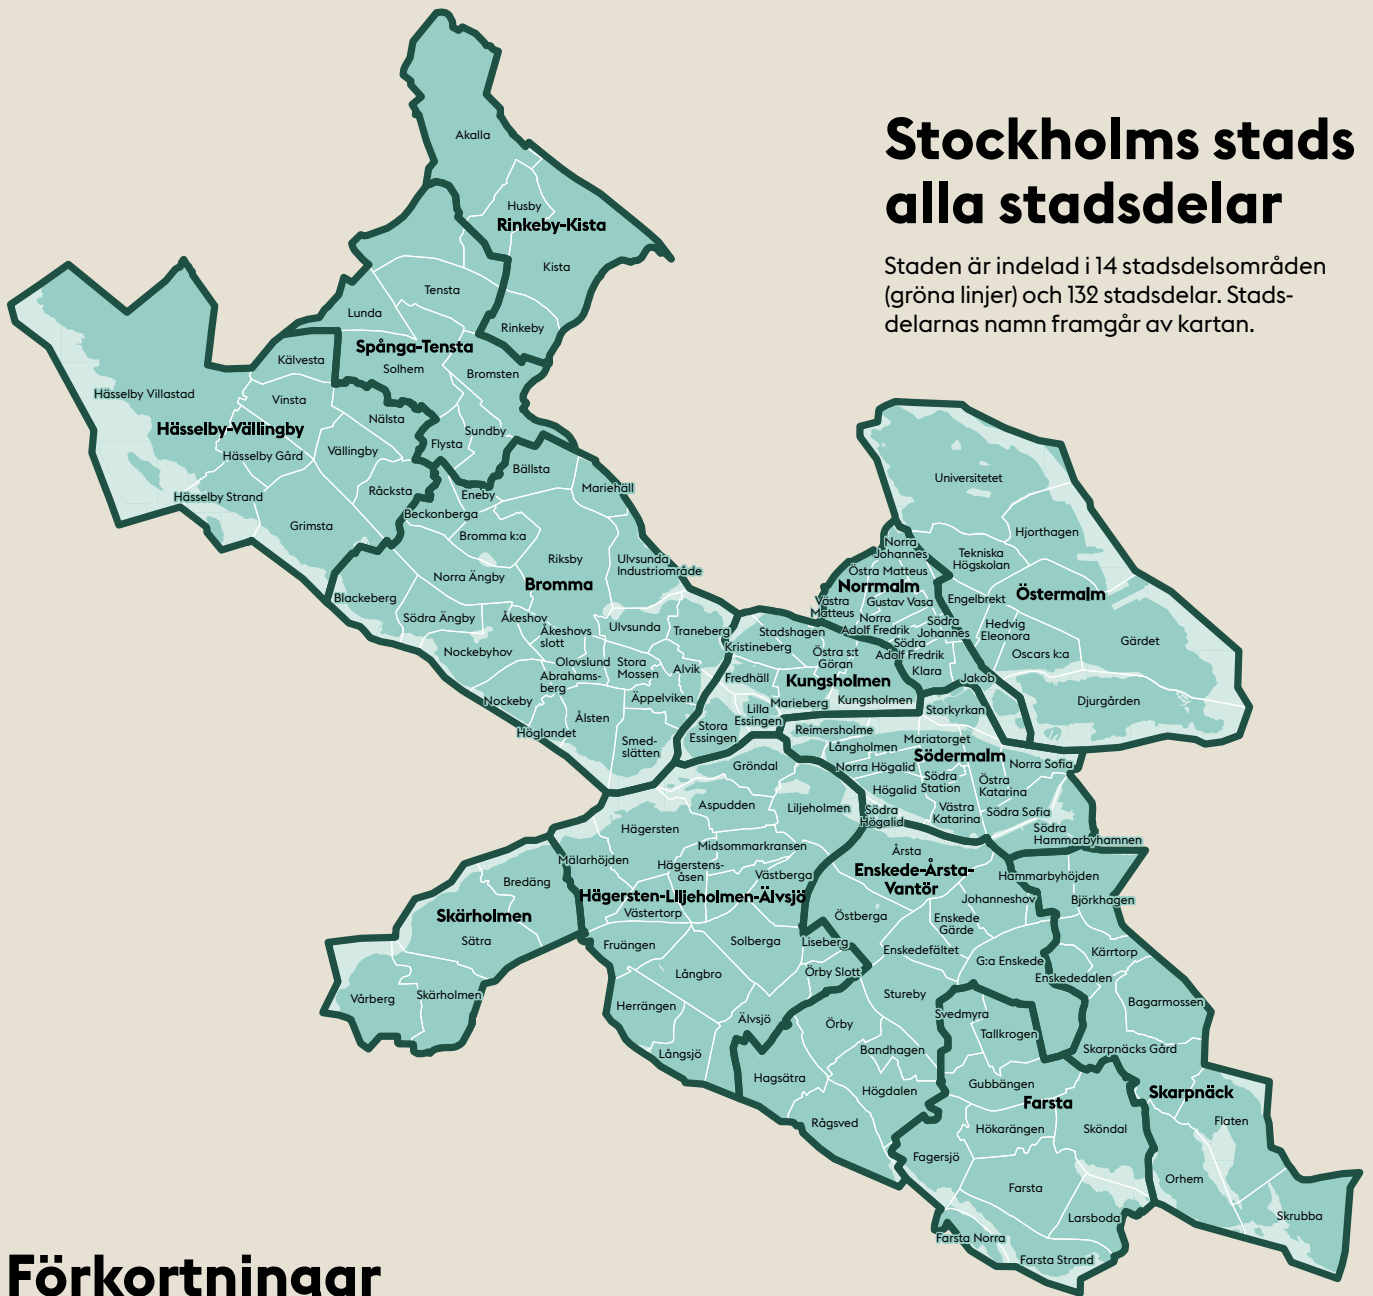 Stockholms stads
alla stadsdelar
Staden är indelad i 14 stadsdelsområden
(gröna linjer) och 132 stadsdelar. Stads-
delarnas namn framgår av kartan.
Akalla
Husby
Rinkeby-Kista
Kista
Tensta
Lunda
Rinkeby
Spånga-Tensta
Solhem
Bromsten
Kälvesta
Hässelby Villastad
Vinsta
Nälsta
Hässelby-Vällingby
Sundby
Flysta
Vällingby
Hässelby Gård
Råcksta
Hässelby Strand
Grimsta
Bällsta
Mariehäll
Eneby
Beckonberga
Bromma k:a
Riksby
Ulvsunda
Industriområde
Norra Ängby
Bromma
Blackeberg
Södra Ängby
Åkeshov
Åkeshovs
slott
Ulvsunda
Traneberg
Nockebyhov
Olovslund
Stora
Mossen
Alvik
Abrahams-
berg
Äppelviken
Nockeby
Ålsten
Höglandet
Smed-
slätten
Universitetet
Hjorthagen
Norra
Johannes
Tekniska
Högskolan
Östra Matteus
Norrmalm
Östermalm
Västra
Matteus
Gustav Vasa
Engelbrekt
Norra
Adolf Fredrik
Södra
Johannes
Hedvig
Eleonora
Gärdet
Södra
Adolf Fredrik
Oscars k:a
Klara
Jakob
Djurgården
Stadshagen
Kristineberg
Östra s:t
Göran
Fredhäll
Kungsholmen
Marieberg
Kungsholmen
Lilla
Essingen
Stora
Essingen
Storkyrkan
Reimersholme
Långholmen
Mariatorget
Södermalm
Norra Sofia
Norra Högalid
Södra
Station
Östra
Katarina
Högalid
Södra
Högalid
Västra
Katarina
Södra Sofia
Södra
Hammarbyhamnen
Gröndal
Aspudden
Liljeholmen
Hägersten
Midsommarkransen
Mälarhöjden
Hägerstens-
åsen
Västberga
Hägersten-Liljeholmen-Älvsjö
Västertorp
Fruängen
Solberga
Liseberg
Långbro
Örby Slott
Herrängen
Älvsjö
Långsjö
Bredäng
Skärholmen
Sätra
Vårberg
Skärholmen
Årsta
Enskede-Årsta-
Vantör
Johanneshov
Östberga
Enskede
Gärde
Enskedefältet
G:a Enskede
Stureby
Örby
Bandhagen
Hagsätra
Högdalen
Rågsved
Hammarbyhöjden
Björkhagen
Kärrtorp
Enskededalen
Bagarmossen
Skarpnäcks Gård
Skarpnäck
Flaten
Orhem
Skrubba
Svedmyra
Tallkrogen
Gubbängen
Farsta
Hökarängen
Sköndal
Fagersjö
Farsta
Larsboda
Farsta Norra
Farsta Strand
Förkortningar